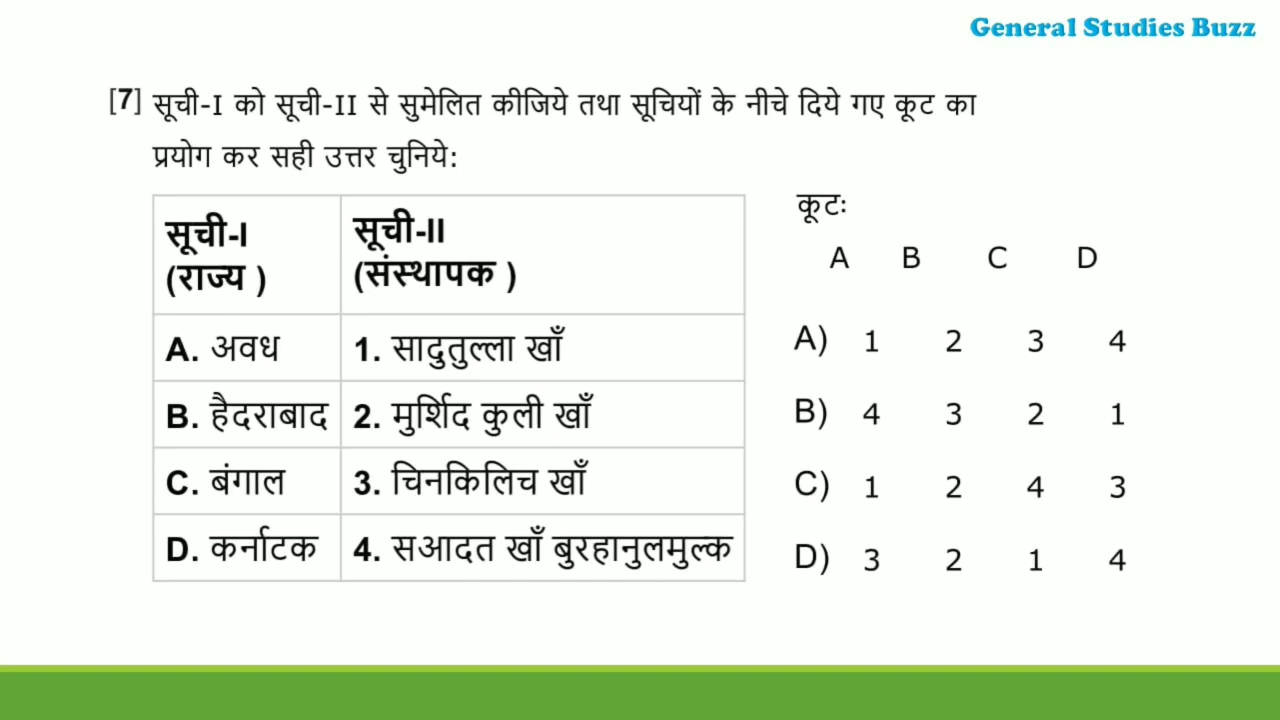 General Studies Buzz
[7] सूची-I को सूची-II से सुमेलित कीजिये तथा सूचियों के नीचे दिये गए कूट का
प्रयोग कर सही उत्तर चुनिये:
सूची-I
(राज्य )
सूची-II
(संस्थापक )
A. अवध 1. सादुतुल्ला खाँ
B. हैदराबाद 2. मुर्शिद कुली खाँ
C. बंगाल 3. चिनकिलिच खाँ
D. कर्नाटक 4. सआदत खाँ बुरहानुलमुल्क
कूटः
A B C D
A) 1 2 3 4
B) 4 3 2 1
C) 1 2 4 3
D) 3 2 1 4